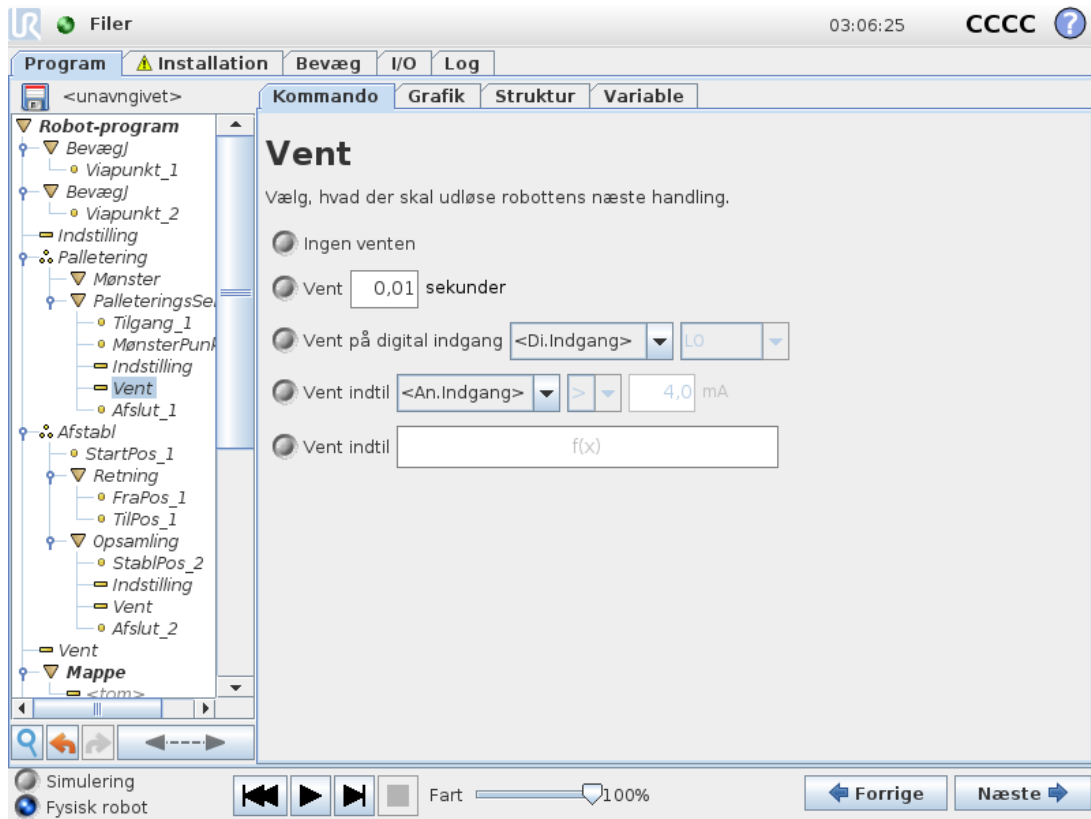 UR Filer 03:06:25 CCCC ?
Program Installation Bevæg I/O Log
<unavngivet>
Kommando Grafik Struktur Variable
Robot-program
BevægJ
Viapunkt_1
BevægJ
Viapunkt_2
Indstilling
Palletering
Mønster
PalleteringsSe
Tilgang_1
MønsterPunk
Indstilling
Vent
Afslut_1
Afstabl
StartPos_1
Retning
FraPos_1
TilPos_1
Opsamling
StablPos_2
Indstilling
Vent
Afslut_2
Vent
Mappe
<tom>
Vent
Vælg, hvad der skal udløse robottens næste handling.
Ingen venten
Vent 0,01 sekunder
Vent på digital indgang <Di.Indgang> LO
Vent indtil <An.Indgang> > 4,0 mA
Vent indtil f(x)
Simulering
Fysisk robot
Fart 100%
Forrige Næste